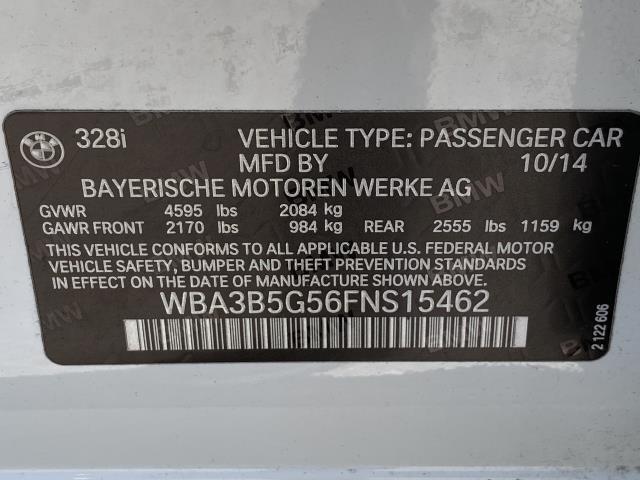 328i VEHICLE TYPE: PASSENGER CAR
MFD BY 10/14
BAYERISCHE MOTOREN WERKE AG
GVWR 4595 lbs 2084 kg
GAWR FRONT 2170 lbs 984 kg REAR 2555 lbs 1159 kg
THIS VEHICLE CONFORMS TO ALL APPLICABLE U.S. FEDERAL MOTOR
VEHICLE SAFETY, BUMPER AND THEFT PREVENTION STANDARDS
IN EFFECT ON THE DATE OF MANUFACTURE SHOWN ABOVE.
WBA3B5G56FNS15462
2 122 606